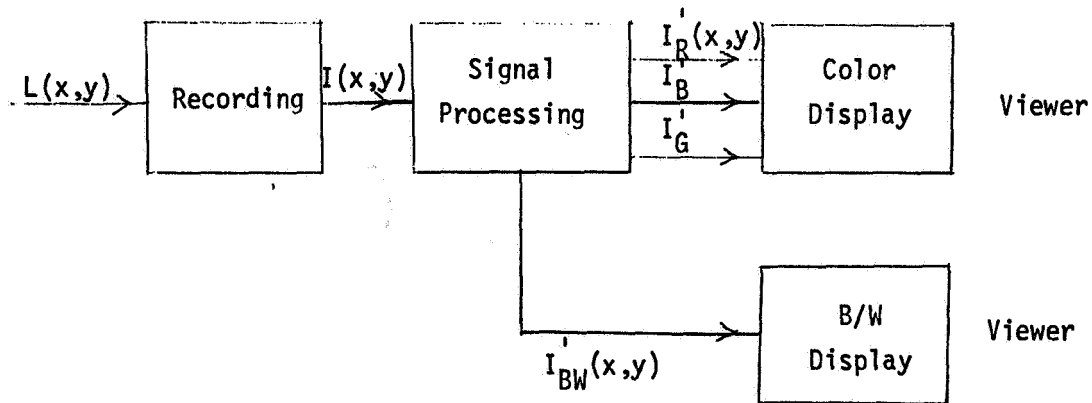 L(x,y)
Recording
I(x,y)
Signal
Processing
I'R(x,y)
I'B
I'G
Color
Display
Viewer
I'BW(x,y)
B/W
Display
Viewer